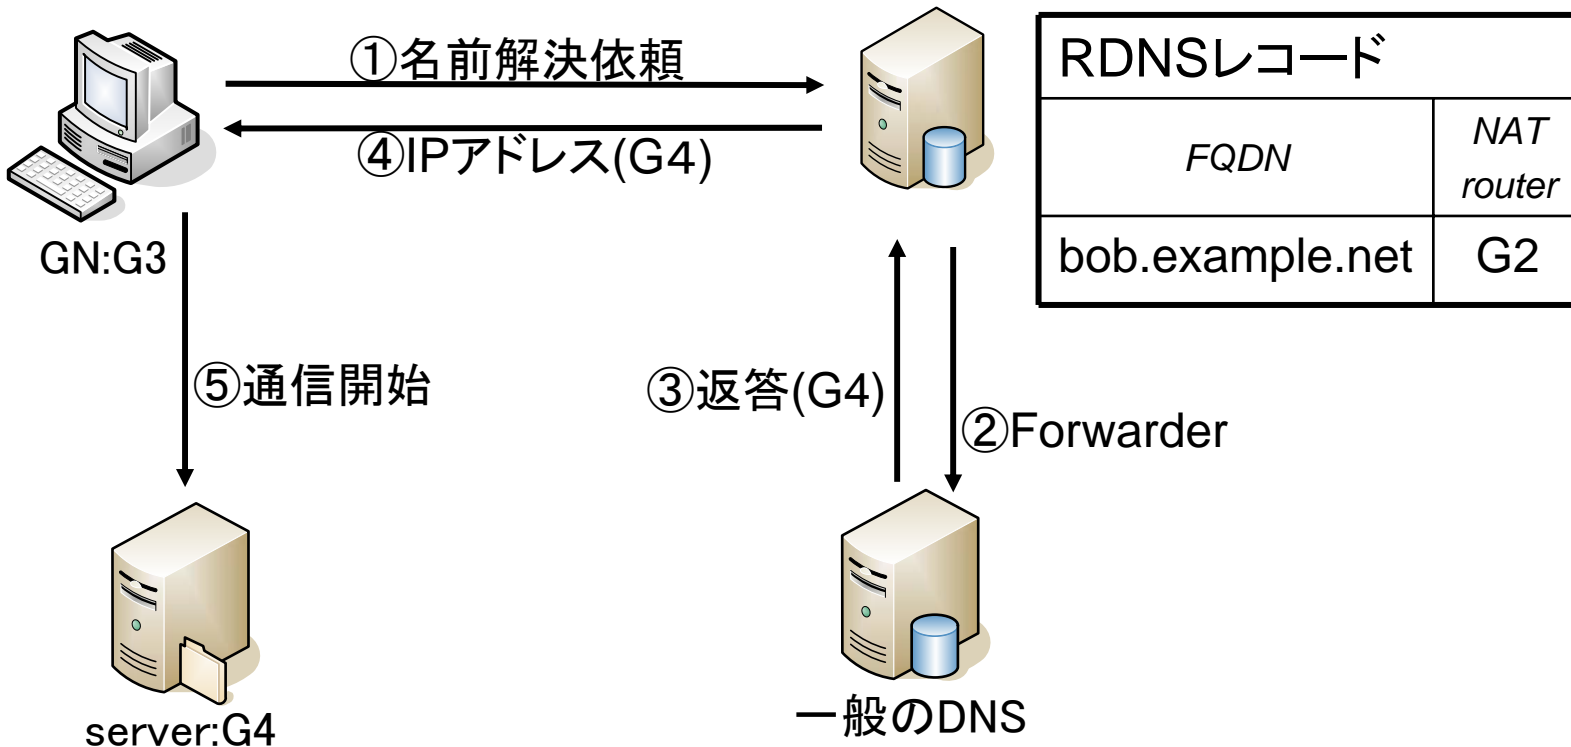 ①名前解決依頼
④IPアドレス(G4)
GN:G3
RDNSレコード
FQDN
NAT
router
bob.example.net
G2
⑤通信開始
③返答(G4)
②Forwarder
server:G4
一般のDNS